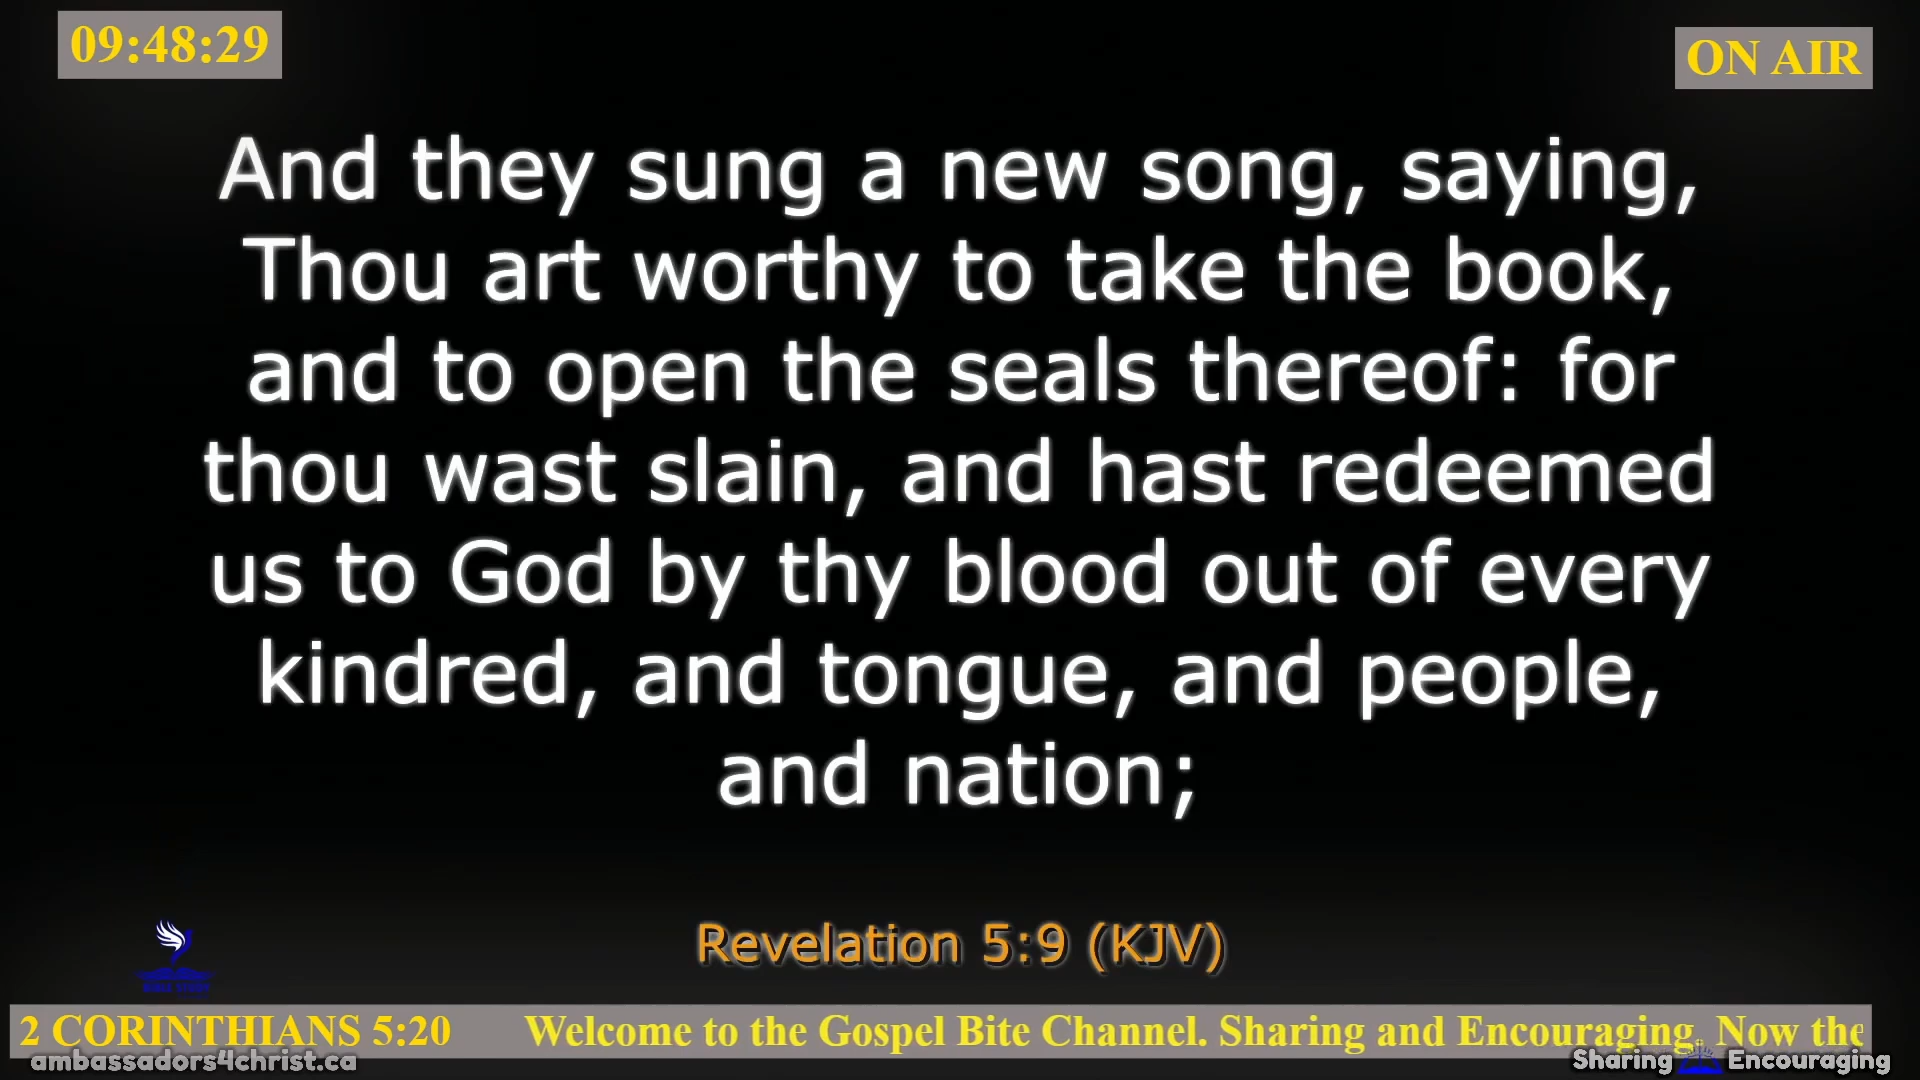 09:48:29
ON AIR
And they sung a new song, saying,
Thou art worthy to take the book,
and to open the seals thereof: for
thou wast slain, and hast redeemed
us to God by thy blood out of every
kindred, and tongue, and people,
and nation;
Revelation 5:9 (KJV)
BIBLE STUDY
2 CORINTHIANS 5:20 Welcome to the Gospel Bite Channel. Sharing and Encouraging. Now the
ambassadors4christ.ca
Sharing Encouraging